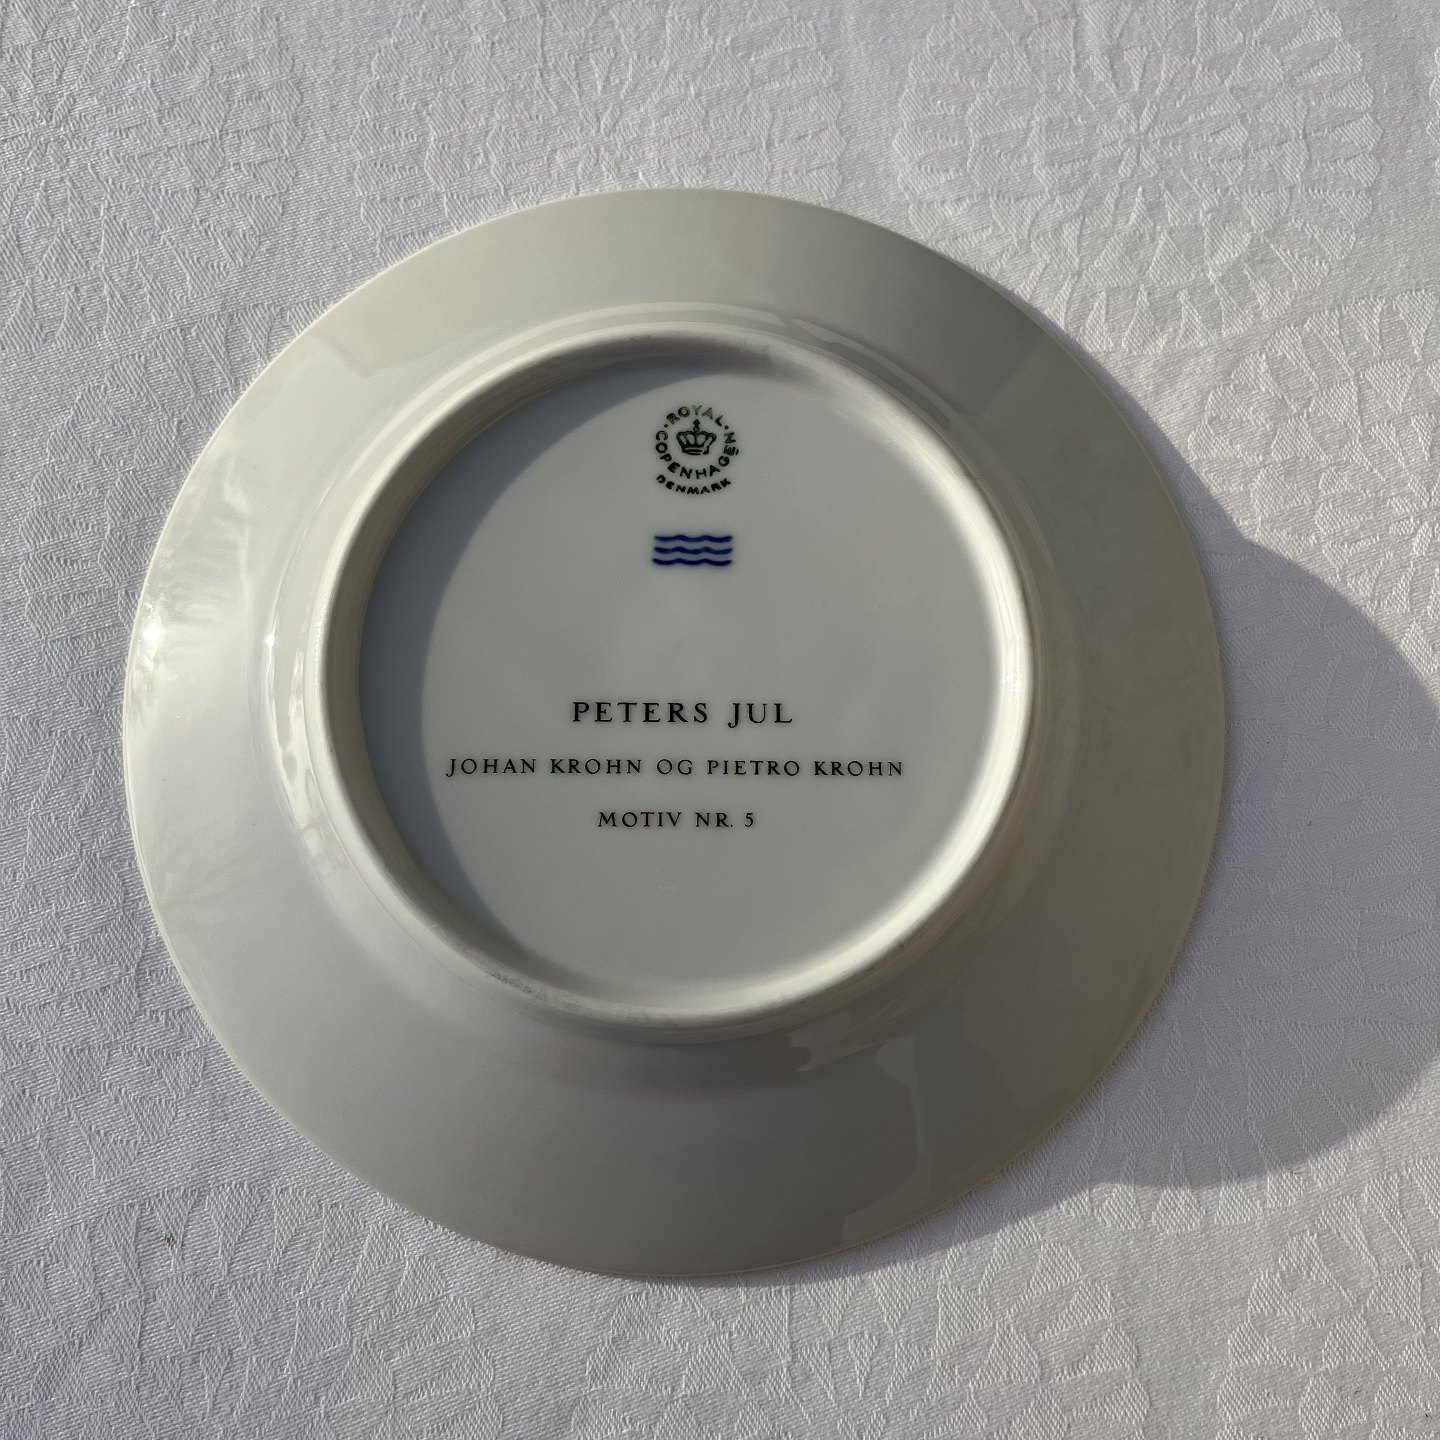 ROYAL
COPENHAGEN
DENMARK
PETERS JUL
JOHAN KROHN OG PIETRO KROHN
MOTIV NR. 5